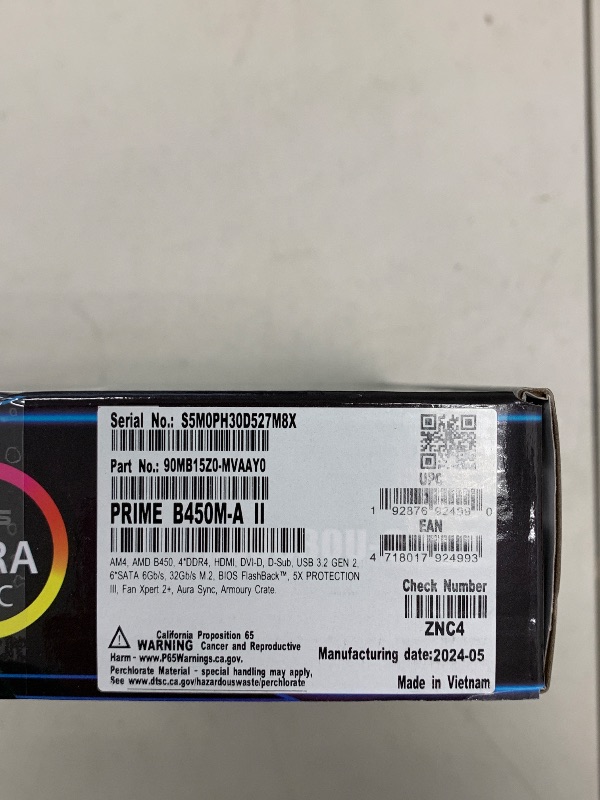 Serial No.: S5M0PH30D527M8X
Part No.: 90MB15Z0-MVAAY0
PRIME B450M-A II
AM4, AMD B450, 4*DDR4, HDMI, DVI-D, D-Sub, USB 3.2 GEN 2,
6*SATA 6Gb/s, 32Gb/s M.2, BIOS FlashBack™, 5X PROTECTION
III, Fan Xpert 2+, Aura Sync, Armoury Crate.
California Proposition 65
WARNING Cancer and Reproductive
Harm - www.P65Warnings.ca.gov.
Perchlorate Material - special handling may apply,
See www.dtsc.ca.gov/hazardouswaste/perchlorate
UPC
1 92876 92499 0
EAN
4 718017 924993
Check Number
ZNC4
Manufacturing date:2024-05
Made in Vietnam
RA
C